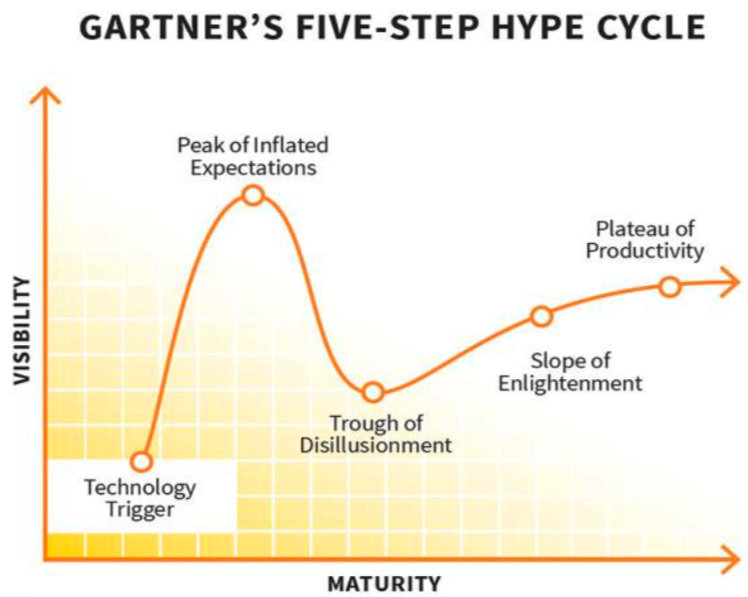 GARTNER'S FIVE-STEP HYPE CYCLE
Peak of Inflated
Expectations
Plateau of
Productivity
VISIBILITY
Slope of
Enlightenment
Trough of
Disillusionment
Technology
Trigger
MATURITY